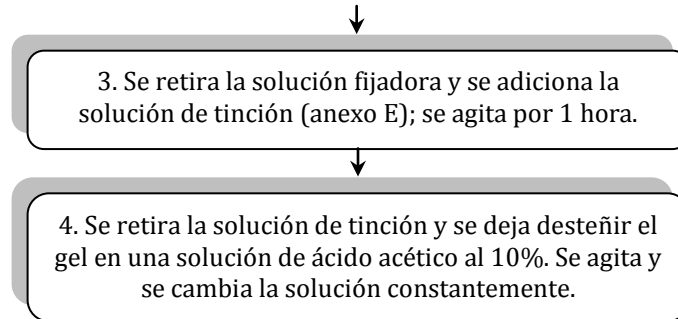 3. Se retira la solución fijadora y se adiciona la
solución de tinción (anexo E); se agita por 1 hora.
4. Se retira la solución de tinción y se deja desteñir el
gel en una solución de ácido acético al 10%. Se agita y
se cambia la solución constantemente.